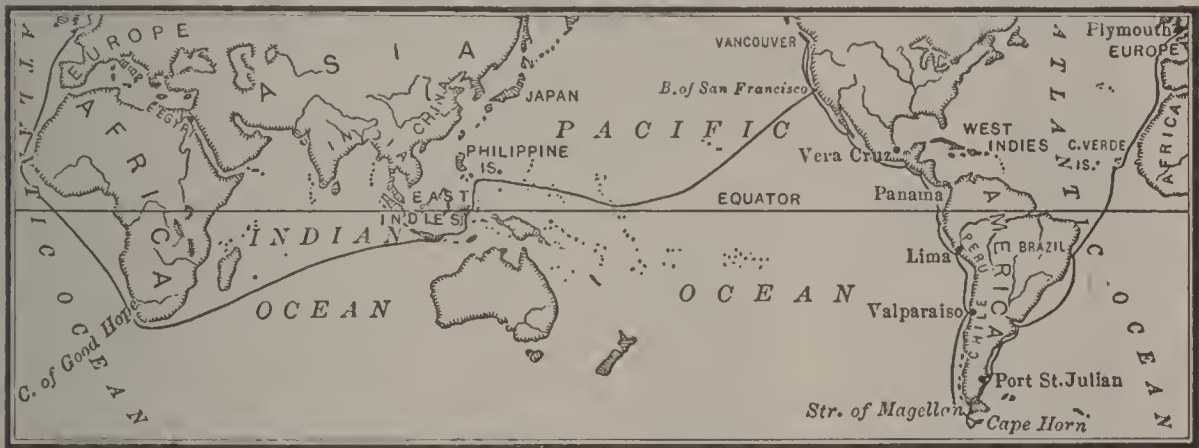 EUROPE
ASIA
AFRICA
EGYPT
INDIA
CHINA
JAPAN
PHILIPPINE
IS.
EAST
INDIES
INDIAN
OCEAN
C. of Good Hope
ATLANTIC OCEAN
PACIFIC
OCEAN
EQUATOR
VANCOUVER
B. of San Francisco
Vera Cruz
WEST
INDIES
Panama
Lima
PERU
BRAZIL
AMERICA
Valparaiso
CHILE
Port St. Julian
Str. of Magellan
Cape Horn
ATLANTIC OCEAN
C. VERDE
IS.
Plymouth
EUROPE
AFRICA